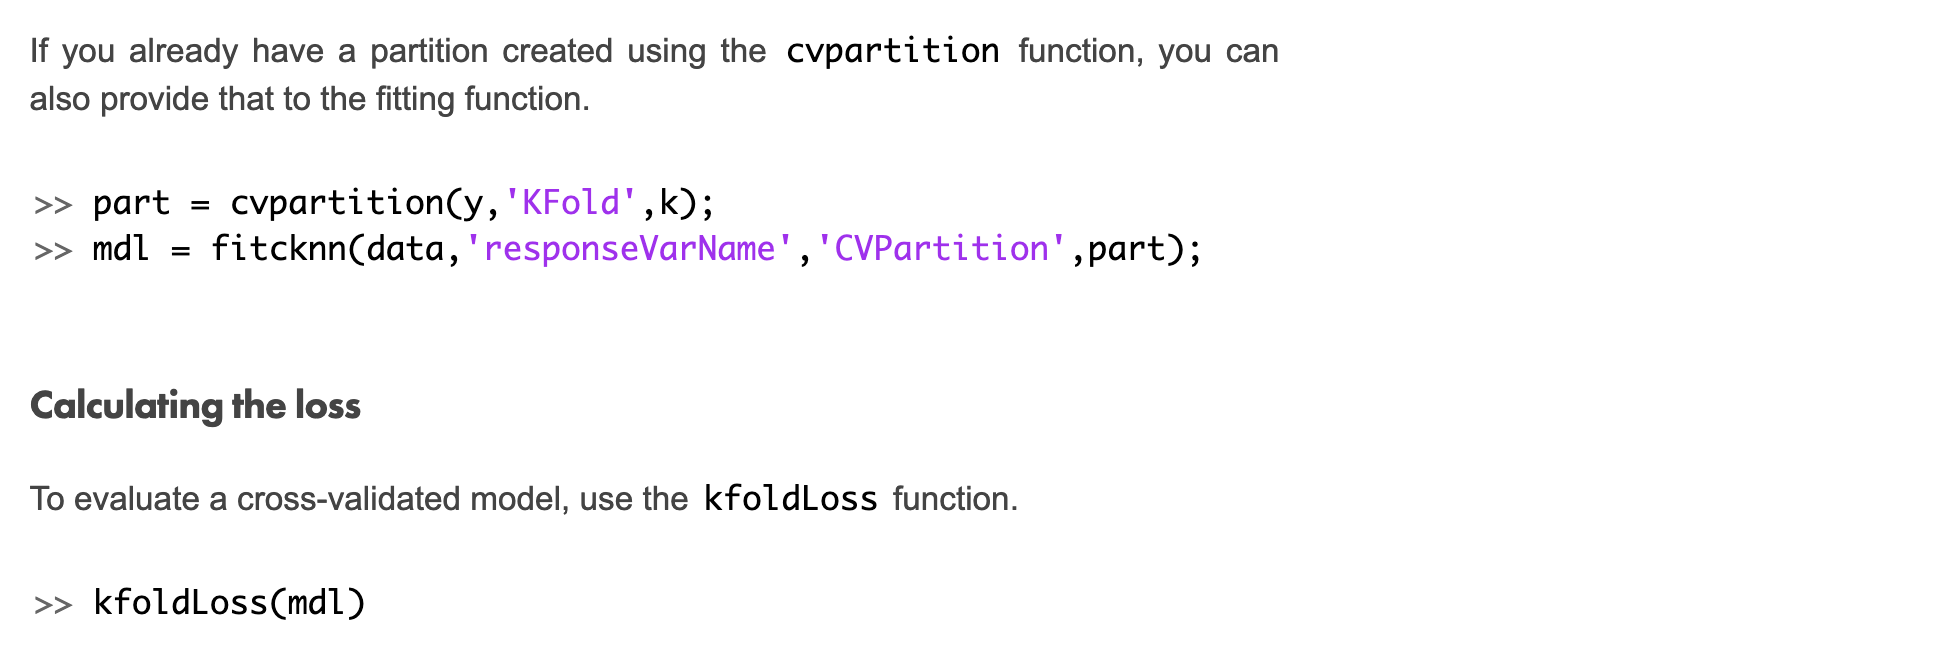 If you already have a partition created using the cvpartition function, you can
also provide that to the fitting function.
>> part = cvpartition(y,'KFold',k);
>> mdl = fitcknn(data,'responseVarName','CVPartition',part);
Calculating the loss
To evaluate a cross-validated model, use the kfoldLoss function.
>> kfoldLoss(mdl)